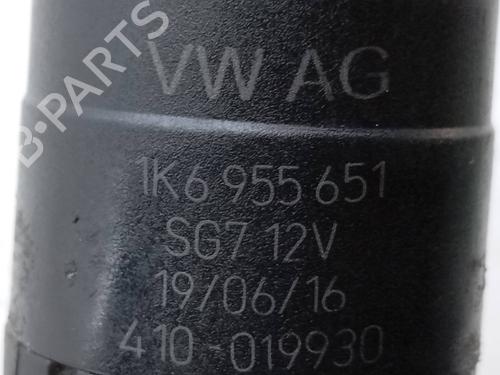 VW AG
1K6 955 651
SG7 12V
19/06/16
410-019930
B-PARTS